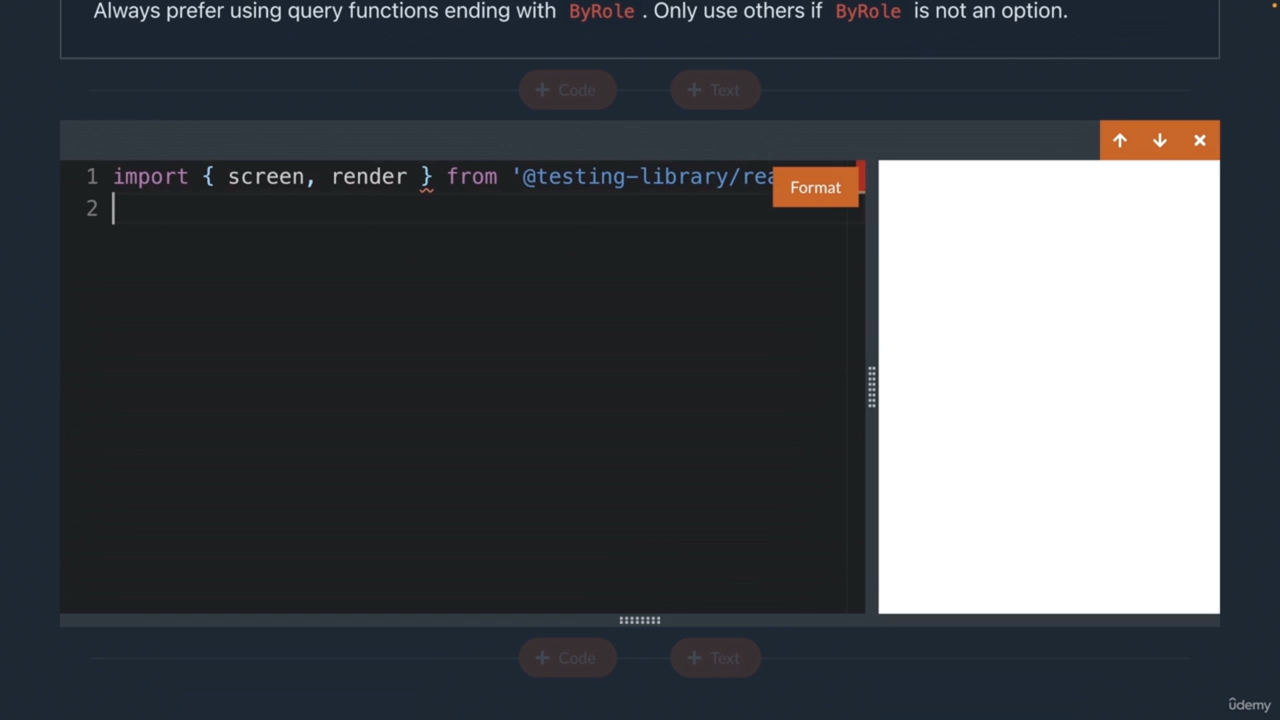 Always prefer using query functions ending with ByRole . Only use others if ByRole is not an option.
+ Code + Text
1 import { screen, render } from '@testing-library/rea
Format
2
+ Code + Text
ûdemy